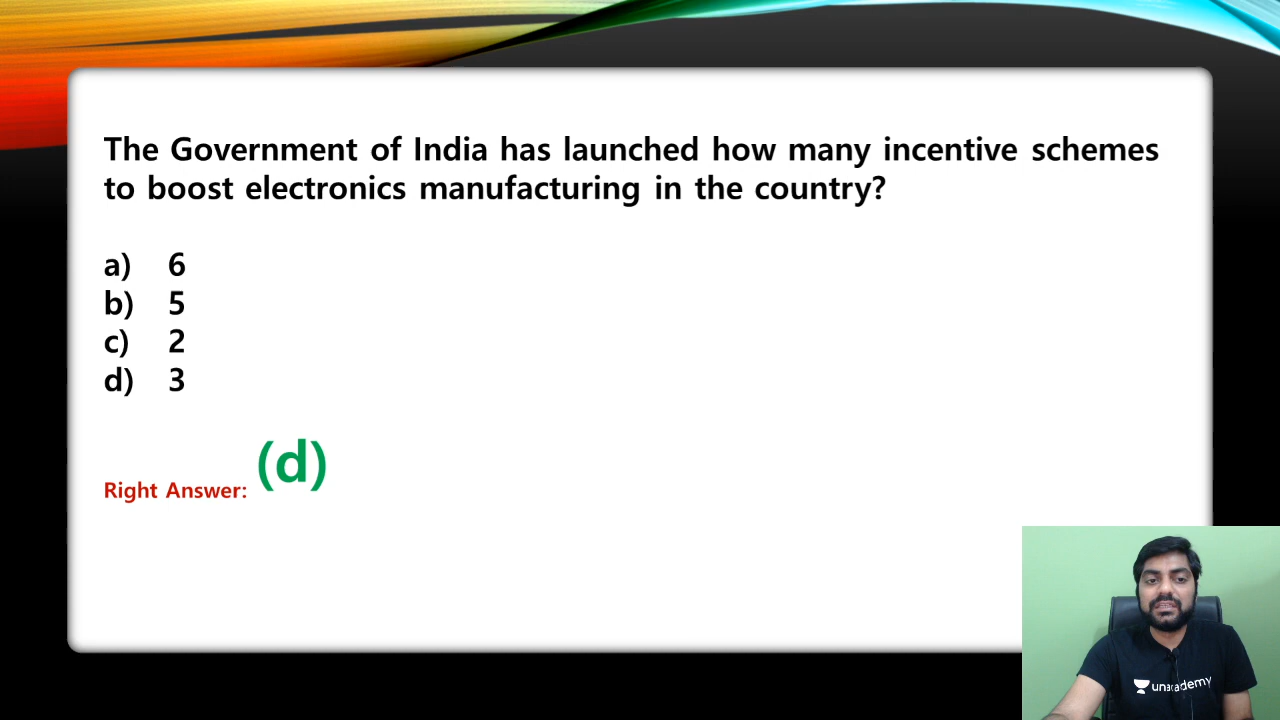 The Government of India has launched how many incentive schemes
to boost electronics manufacturing in the country?
a) 6
b) 5
c) 2
d) 3
Right Answer: (d)
unacademy